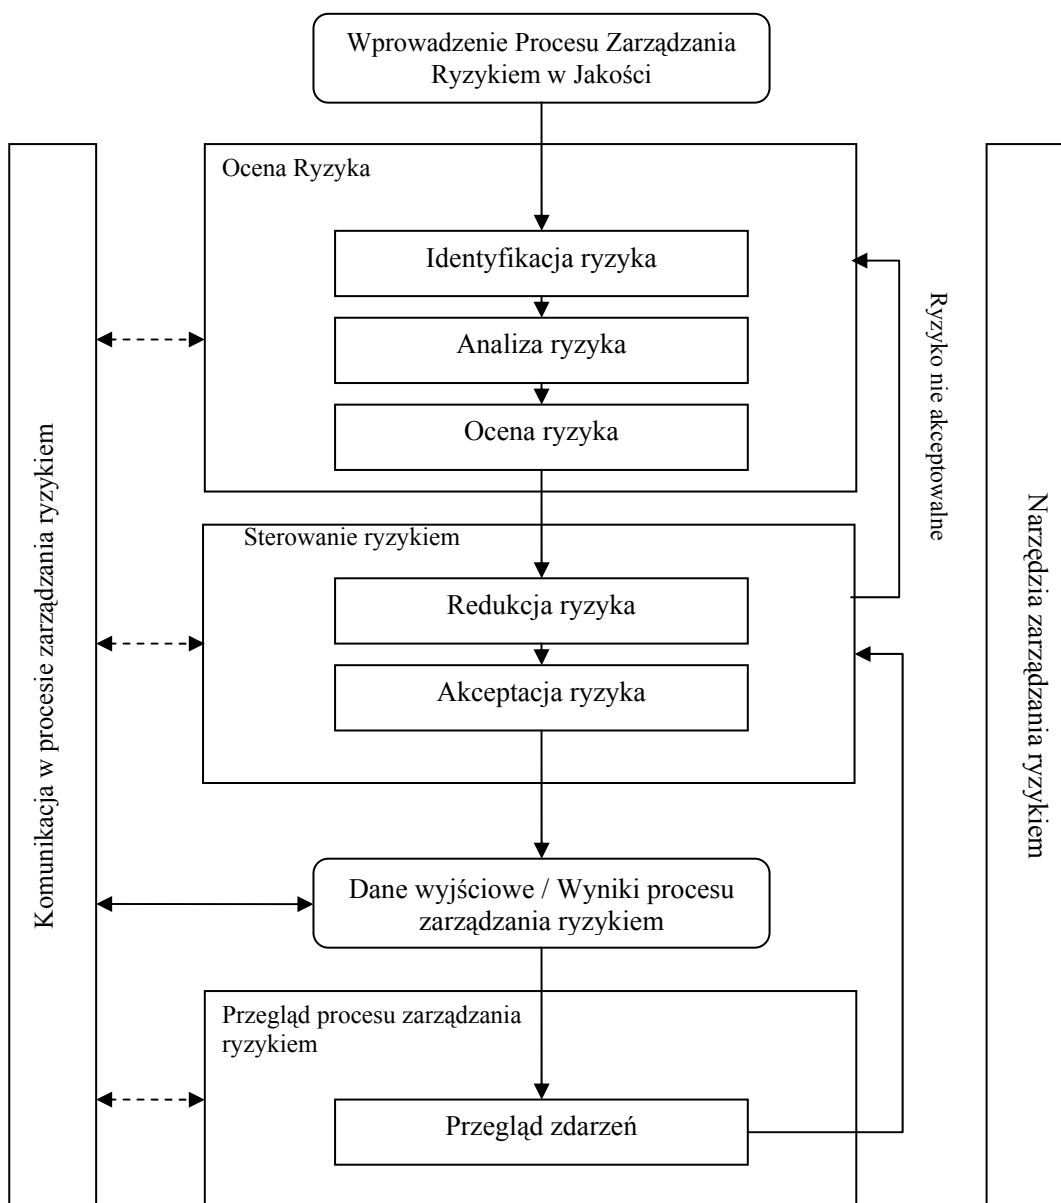 Wprowadzenie Procesu Zarządzania
Ryzykiem w Jakości
Ocena Ryzyka
Identyfikacja ryzyka
Analiza ryzyka
Ocena ryzyka
Ryzyko nie akceptowalne
Sterowanie ryzykiem
Redukcja ryzyka
Akceptacja ryzyka
Komunikacja w procesie zarządzania ryzykiem
Narzędzia zarządzania ryzykiem
Dane wyjściowe / Wyniki procesu
zarządzania ryzykiem
Przegląd procesu zarządzania
ryzykiem
Przegląd zdarzeń